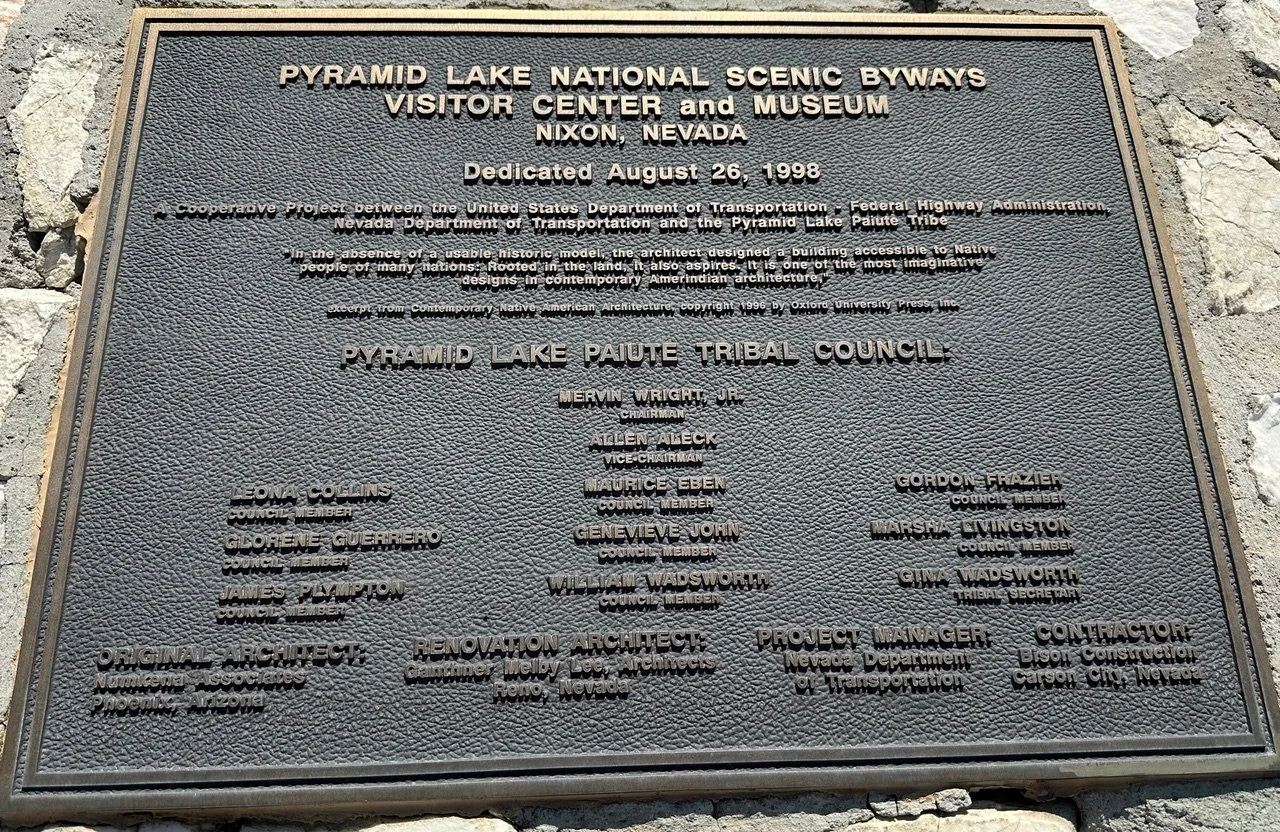 PYRAMID LAKE NATIONAL SCENIC BYWAYS
VISITOR CENTER and MUSEUM
NIXON, NEVADA
Dedicated August 26, 1998
A Cooperative Project between the United States Department of Transportation - Federal Highway Administration,
Nevada Department of Transportation and the Pyramid Lake Paiute Tribe
"In the absence of a usable historic model, the architect designed a building accessible to Native
people of many nations. Rooted in the land, it also aspires. It is one of the most imaginative
designs in contemporary Amerindian architecture,"
excerpt from Contemporary Native American Architecture, copyright 1996 by Oxford University Press, Inc.
PYRAMID LAKE PAIUTE TRIBAL COUNCIL:
MERVIN WRIGHT, JR.
CHAIRMAN
ALLEN ALECK
VICE-CHAIRMAN
LEONA COLLINS
COUNCIL MEMBER
GLORENE GUERRERO
COUNCIL MEMBER
JAMES PLYMPTON
COUNCIL MEMBER
MAURICE EBEN
COUNCIL MEMBER
GENEVIEVE JOHN
COUNCIL MEMBER
WILLIAM WADSWORTH
COUNCIL MEMBER
GORDON FRAZIER
COUNCIL MEMBER
MARSHA LIVINGSTON
COUNCIL MEMBER
GINA WADSWORTH
TRIBAL SECRETARY
ORIGINAL ARCHITECT:
Numkena Associates
Phoenix, Arizona
RENOVATION ARCHITECT:
Melby Lee, Architects
Reno, Nevada
PROJECT MANAGER:
Nevada Department
of Transportation
CONTRACTOR:
Bison Construction
Carson City, Nevada